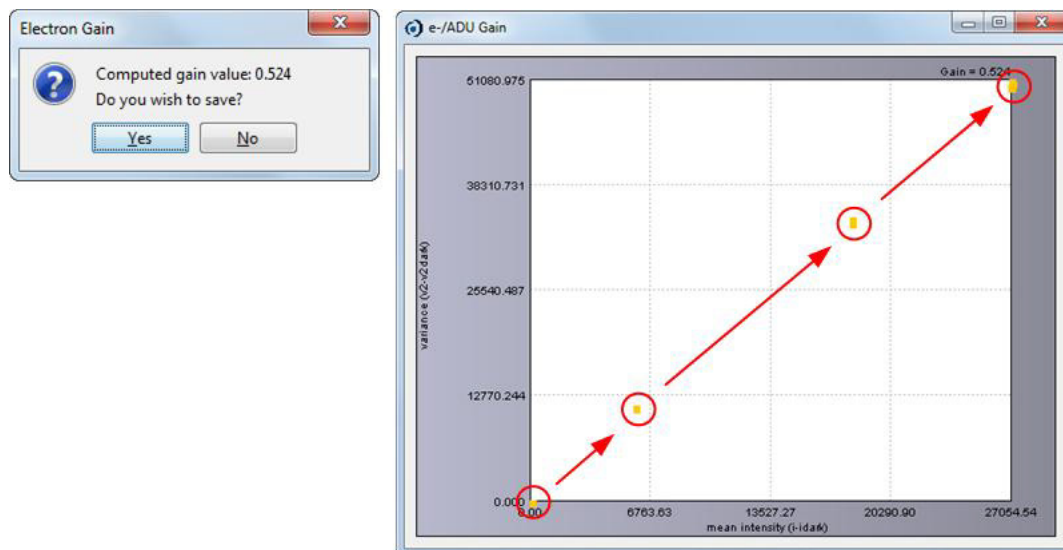 Electron Gain
Computed gain value: 0.524
Do you wish to save?
Yes
No
e-/ADU Gain
Gain = 0.524
51080.975
38310.731
25540.487
12770.244
0.000
variance (v2-v2dark)
0.00
6763.63
13527.27
20290.90
27054.54
mean intensity (i-idark)